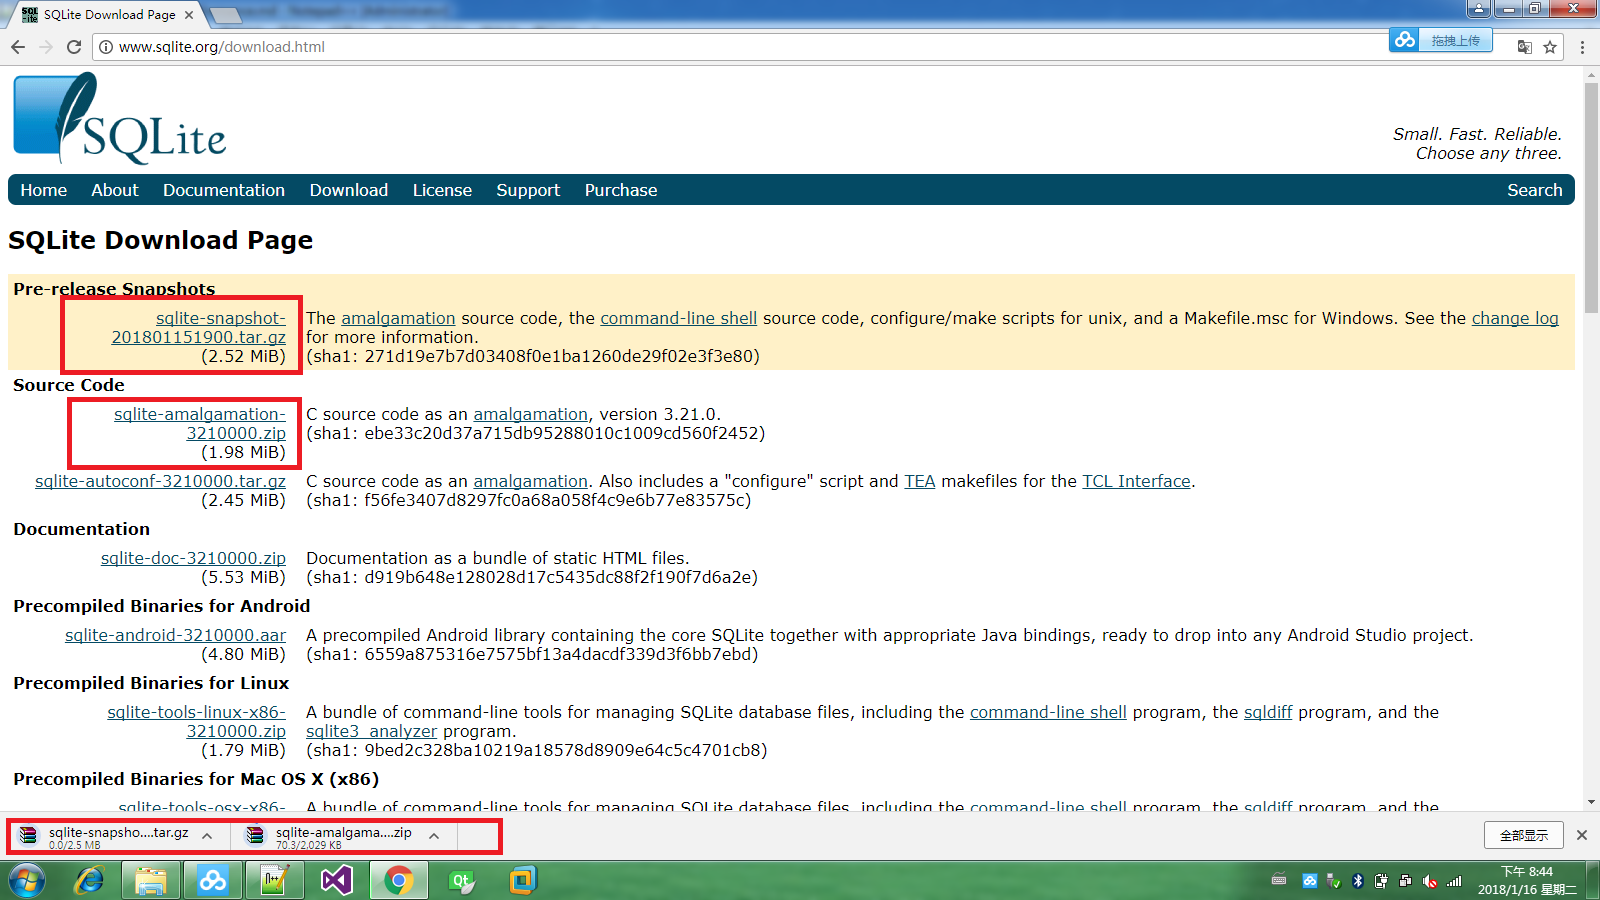 SQLite Download Page
www.sqlite.org/download.html
拖拽上传
SQLite
Small. Fast. Reliable.
Choose any three.
Home About Documentation Download License Support Purchase Search
SQLite Download Page
Pre-release Snapshots
sqlite-snapshot-
201801151900.tar.gz
(2.52 MiB)
The amalgamation source code, the command-line shell source code, configure/make scripts for unix, and a Makefile.msc for Windows. See the change log
for more information.
(sha1: 271d19e7b7d03408f0e1ba1260de29f02e3f3e80)
Source Code
sqlite-amalgamation-
3210000.zip
(1.98 MiB)
C source code as an amalgamation, version 3.21.0.
(sha1: ebe33c20d37a715db95288010c1009cd560f2452)
sqlite-autoconf-3210000.tar.gz
(2.45 MiB)
C source code as an amalgamation. Also includes a "configure" script and TEA makefiles for the TCL Interface.
(sha1: f56fe3407d8297fc0a68a058f4c9e6b77e83575c)
Documentation
sqlite-doc-3210000.zip
(5.53 MiB)
Documentation as a bundle of static HTML files.
(sha1: d919b648e128028d17c5435dc88f2f190f7d6a2e)
Precompiled Binaries for Android
sqlite-android-3210000.aar
(4.80 MiB)
A precompiled Android library containing the core SQLite together with appropriate Java bindings, ready to drop into any Android Studio project.
(sha1: 6559a875316e7575bf13a4dacdf339d3f6bb7ebd)
Precompiled Binaries for Linux
sqlite-tools-linux-x86-
3210000.zip
(1.79 MiB)
A bundle of command-line tools for managing SQLite database files, including the command-line shell program, the sqldiff program, and the
sqlite3_analyzer program.
(sha1: 9bed2c328ba10219a18578d8909e64c5c4701cb8)
Precompiled Binaries for Mac OS X (x86)
sqlite-tools-osx-x86-
A bundle of command-line tools for managing SQLite database files, including the command-line shell program, the sqldiff program, and the
sqlite-snapsho....tar.gz
0.0/2.5 MB
sqlite-amalgama....zip
70.3/2,029 KB
全部显示
下午 8:44
2018/1/16 星期二